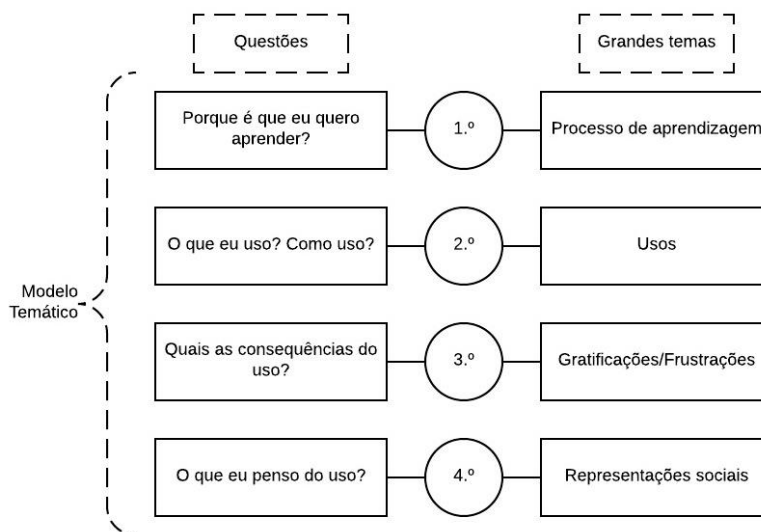 Questões
Grandes temas
Porque é que eu quero
aprender?
1.º
Processo de aprendizagem
O que eu uso? Como uso?
2.º
Usos
Modelo
Temático
Quais as consequências do
uso?
3.º
Gratificações/Frustrações
O que eu penso do uso?
4.º
Representações sociais